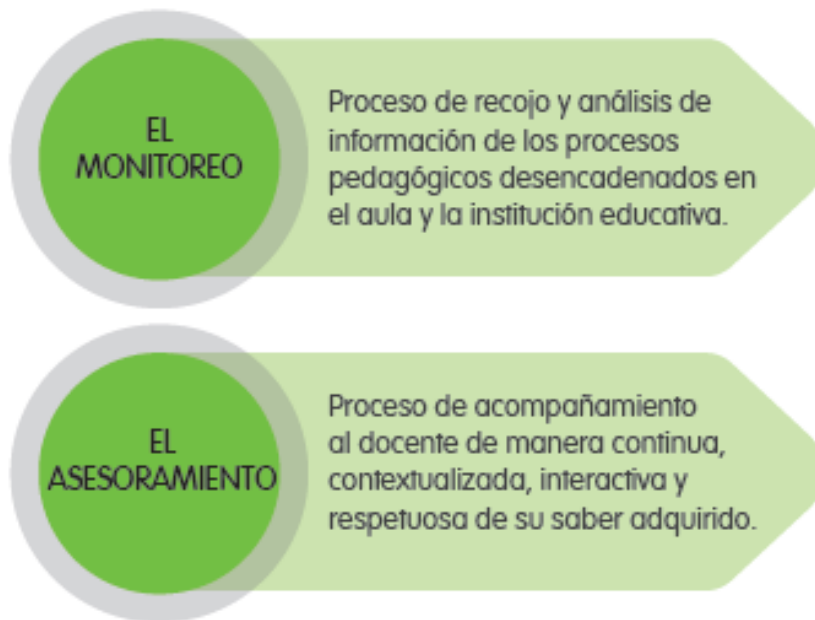 EL
MONITOREO
Proceso de recojo y análisis de
información de los procesos
pedagógicos desencadenados en
el aula y la institución educativa.
EL
ASESORAMIENTO
Proceso de acompañamiento
al docente de manera continua,
contextualizada, interactiva y
respetuosa de su saber adquirido.